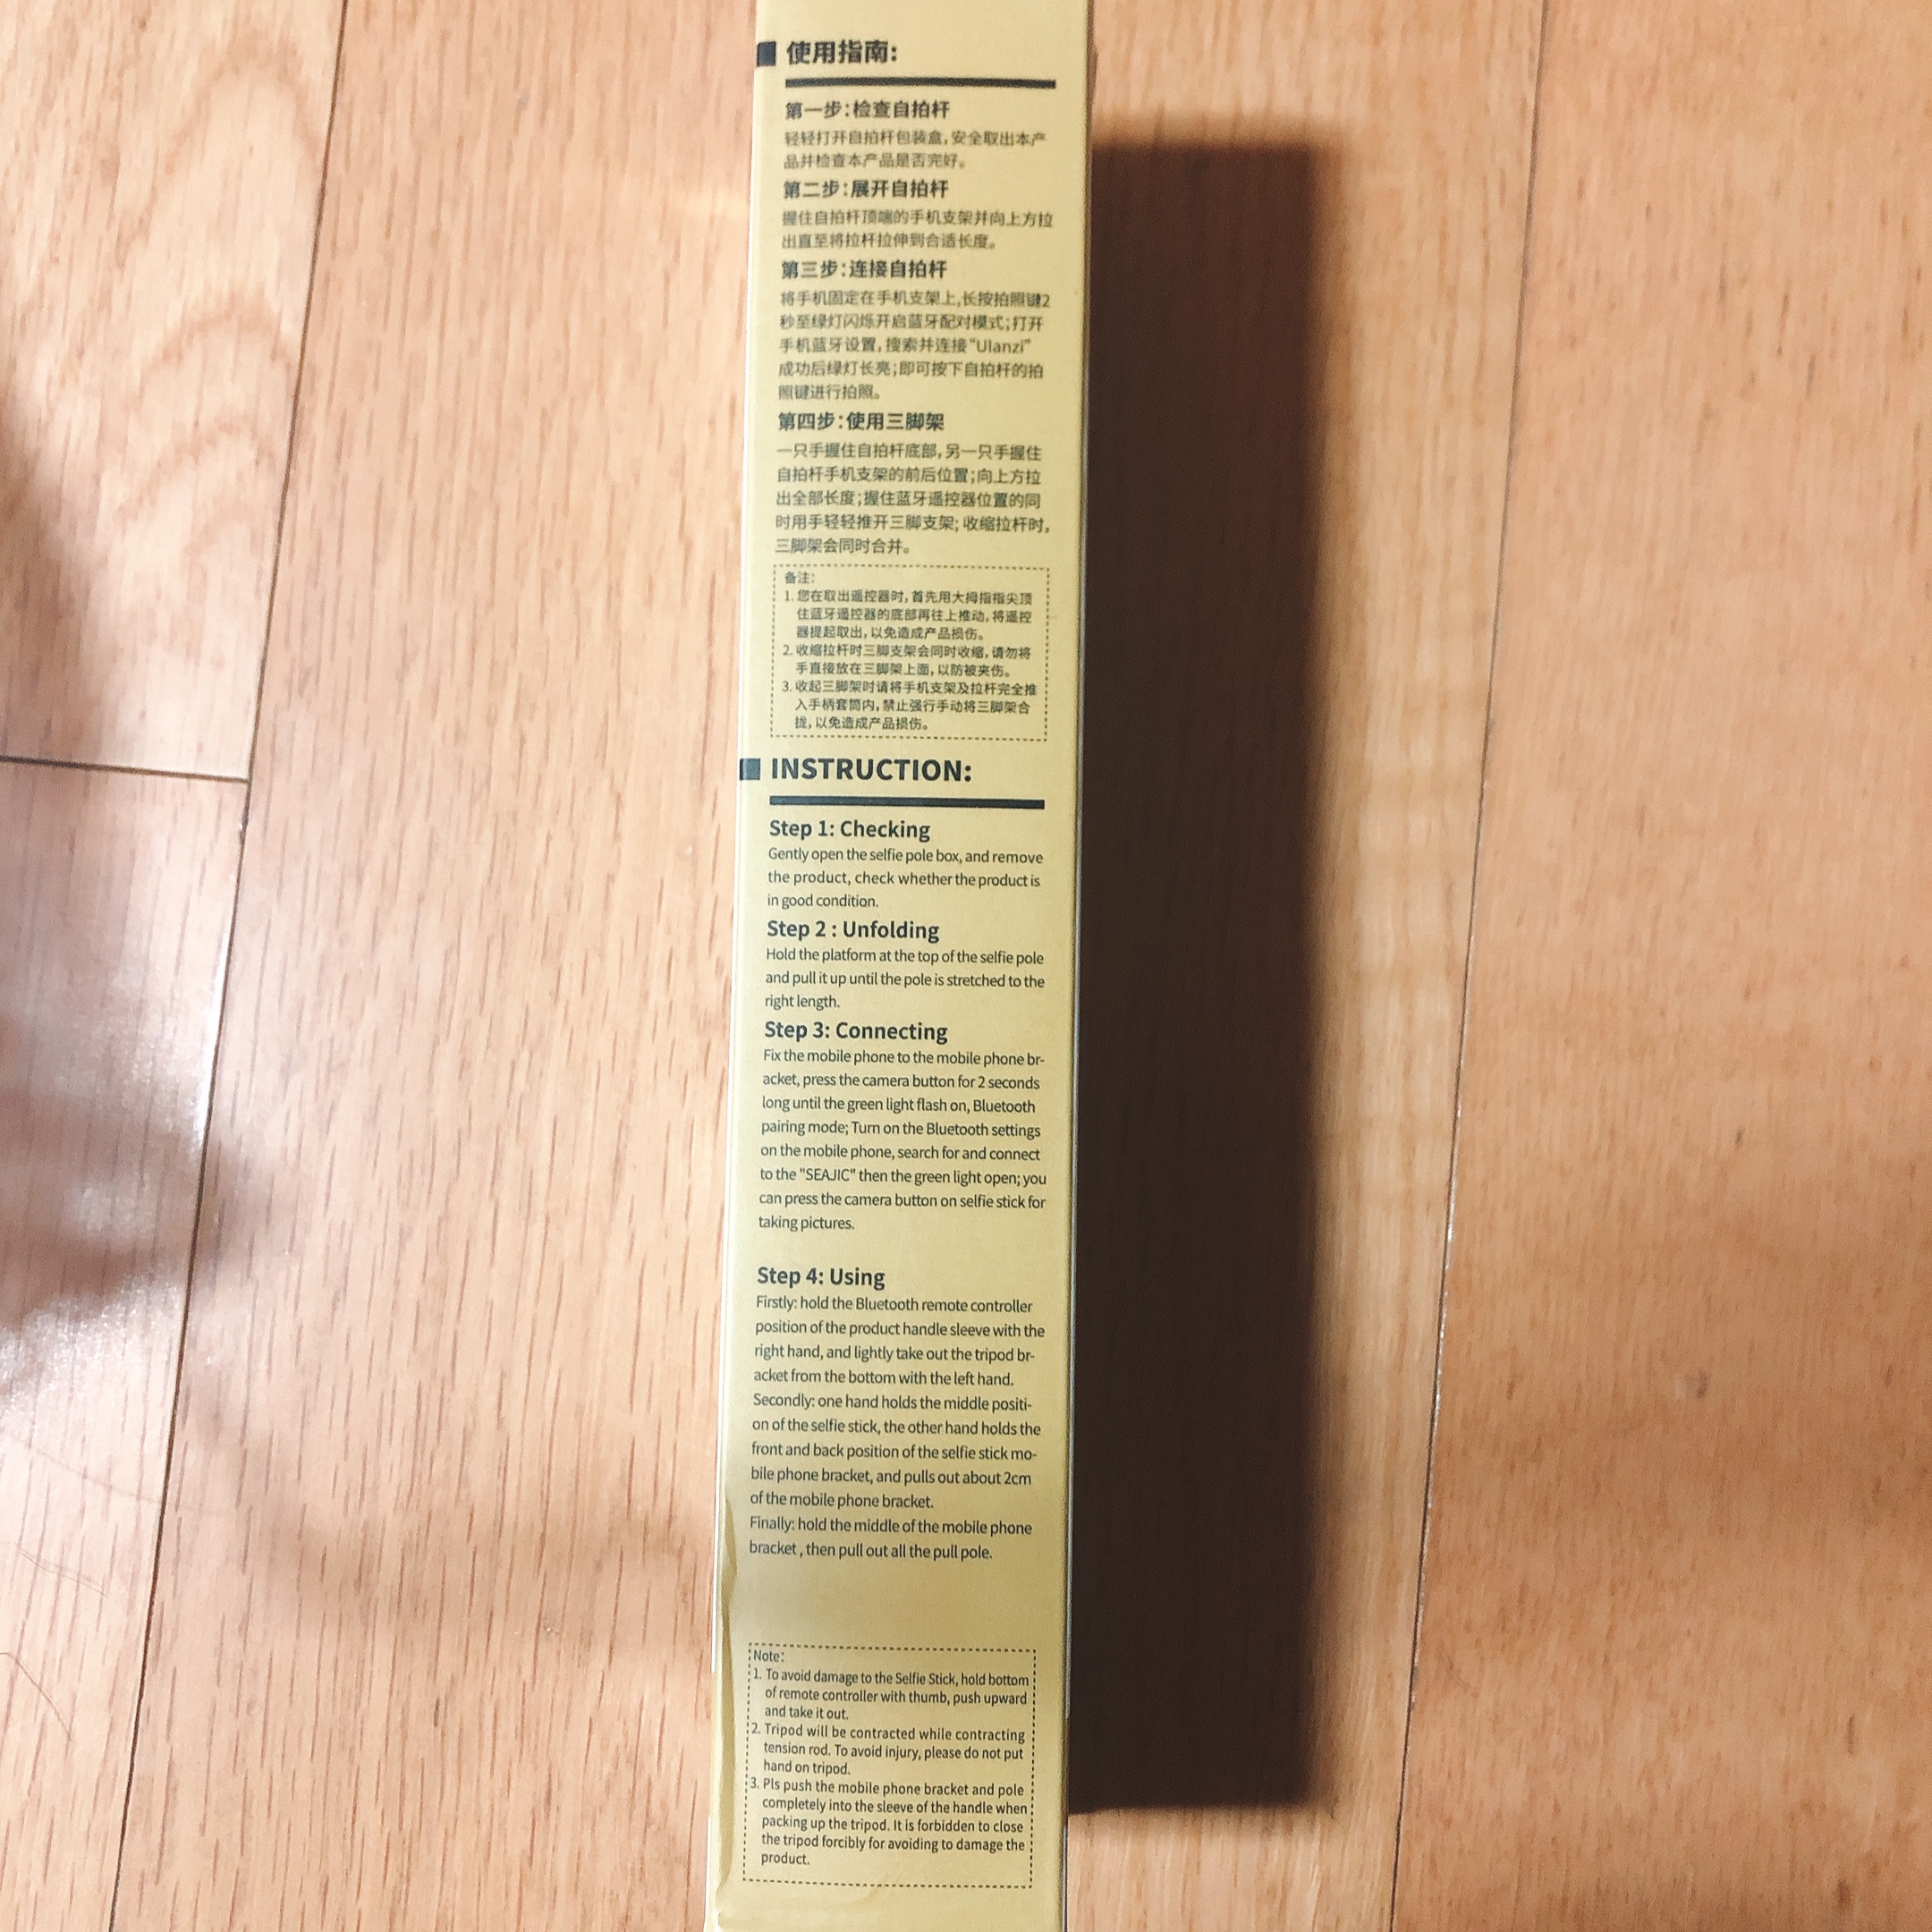 使用指南:
第一步:检查自拍杆
轻轻打开自拍杆包装盒,安全取出本产
品并检查本产品是否完好。
第二步:展开自拍杆
握住自拍杆顶端的手机支架并向上方拉
出直至将拉杆拉伸到合适长度。
第三步:连接自拍杆
将手机固定在手机支架上,长按拍照键2
秒至绿灯闪烁开启蓝牙配对模式;打开
手机蓝牙设置,搜索并连接“Ulanzi”
成功后绿灯长亮;即可按下自拍杆的拍
照键进行拍照。
第四步:使用三脚架
一只手握住自拍杆底部,另一只手握住
自拍杆手机支架的前后位置;向上方拉
出全部长度;握住蓝牙遥控器位置的同
时用手轻轻推开三脚支架; 收缩拉杆时,
三脚架会同时合并。
备注:
1. 您在取出遥控器时,首先用大拇指指尖顶
住蓝牙遥控器的底部再往上推动,将遥控
器提起取出,以免造成产品损伤。
2. 收缩拉杆时三脚支架会同时收缩,请勿将
手直接放在三脚架上面,以防被夹伤。
3. 收起三脚架时请将手机支架及拉杆完全推
入手柄套筒内,禁止强行手动将三脚架合
拢,以免造成产品损伤。
INSTRUCTION:
Step 1: Checking
Gently open the selfie pole box, and remove
the product, check whether the product is
in good condition.
Step 2 : Unfolding
Hold the platform at the top of the selfie pole
and pull it up until the pole is stretched to the
right length.
Step 3: Connecting
Fix the mobile phone to the mobile phone br-
acket, press the camera button for 2 seconds
long until the green light flash on, Bluetooth
pairing mode; Turn on the Bluetooth settings
on the mobile phone, search for and connect
to the "SEAJIC" then the green light open; you
can press the camera button on selfie stick for
taking pictures.
Step 4: Using
Firstly: hold the Bluetooth remote controller
position of the product handle sleeve with the
right hand, and lightly take out the tripod br-
acket from the bottom with the left hand.
Secondly: one hand holds the middle positi-
on of the selfie stick, the other hand holds the
front and back position of the selfie stick mo-
bile phone bracket, and pulls out about 2cm
of the mobile phone bracket.
Finally: hold the middle of the mobile phone
bracket , then pull out all the pull pole.
Note:
1. To avoid damage to the Selfie Stick, hold bottom
of remote controller with thumb, push upward
and take it out.
2. Tripod will be contracted while contracting
tension rod. To avoid injury, please do not put
hand on tripod.
3. Pls push the mobile phone bracket and pole
completely into the sleeve of the handle when
packing up the tripod. It is forbidden to close
the tripod forcibly for avoiding to damage the
product.